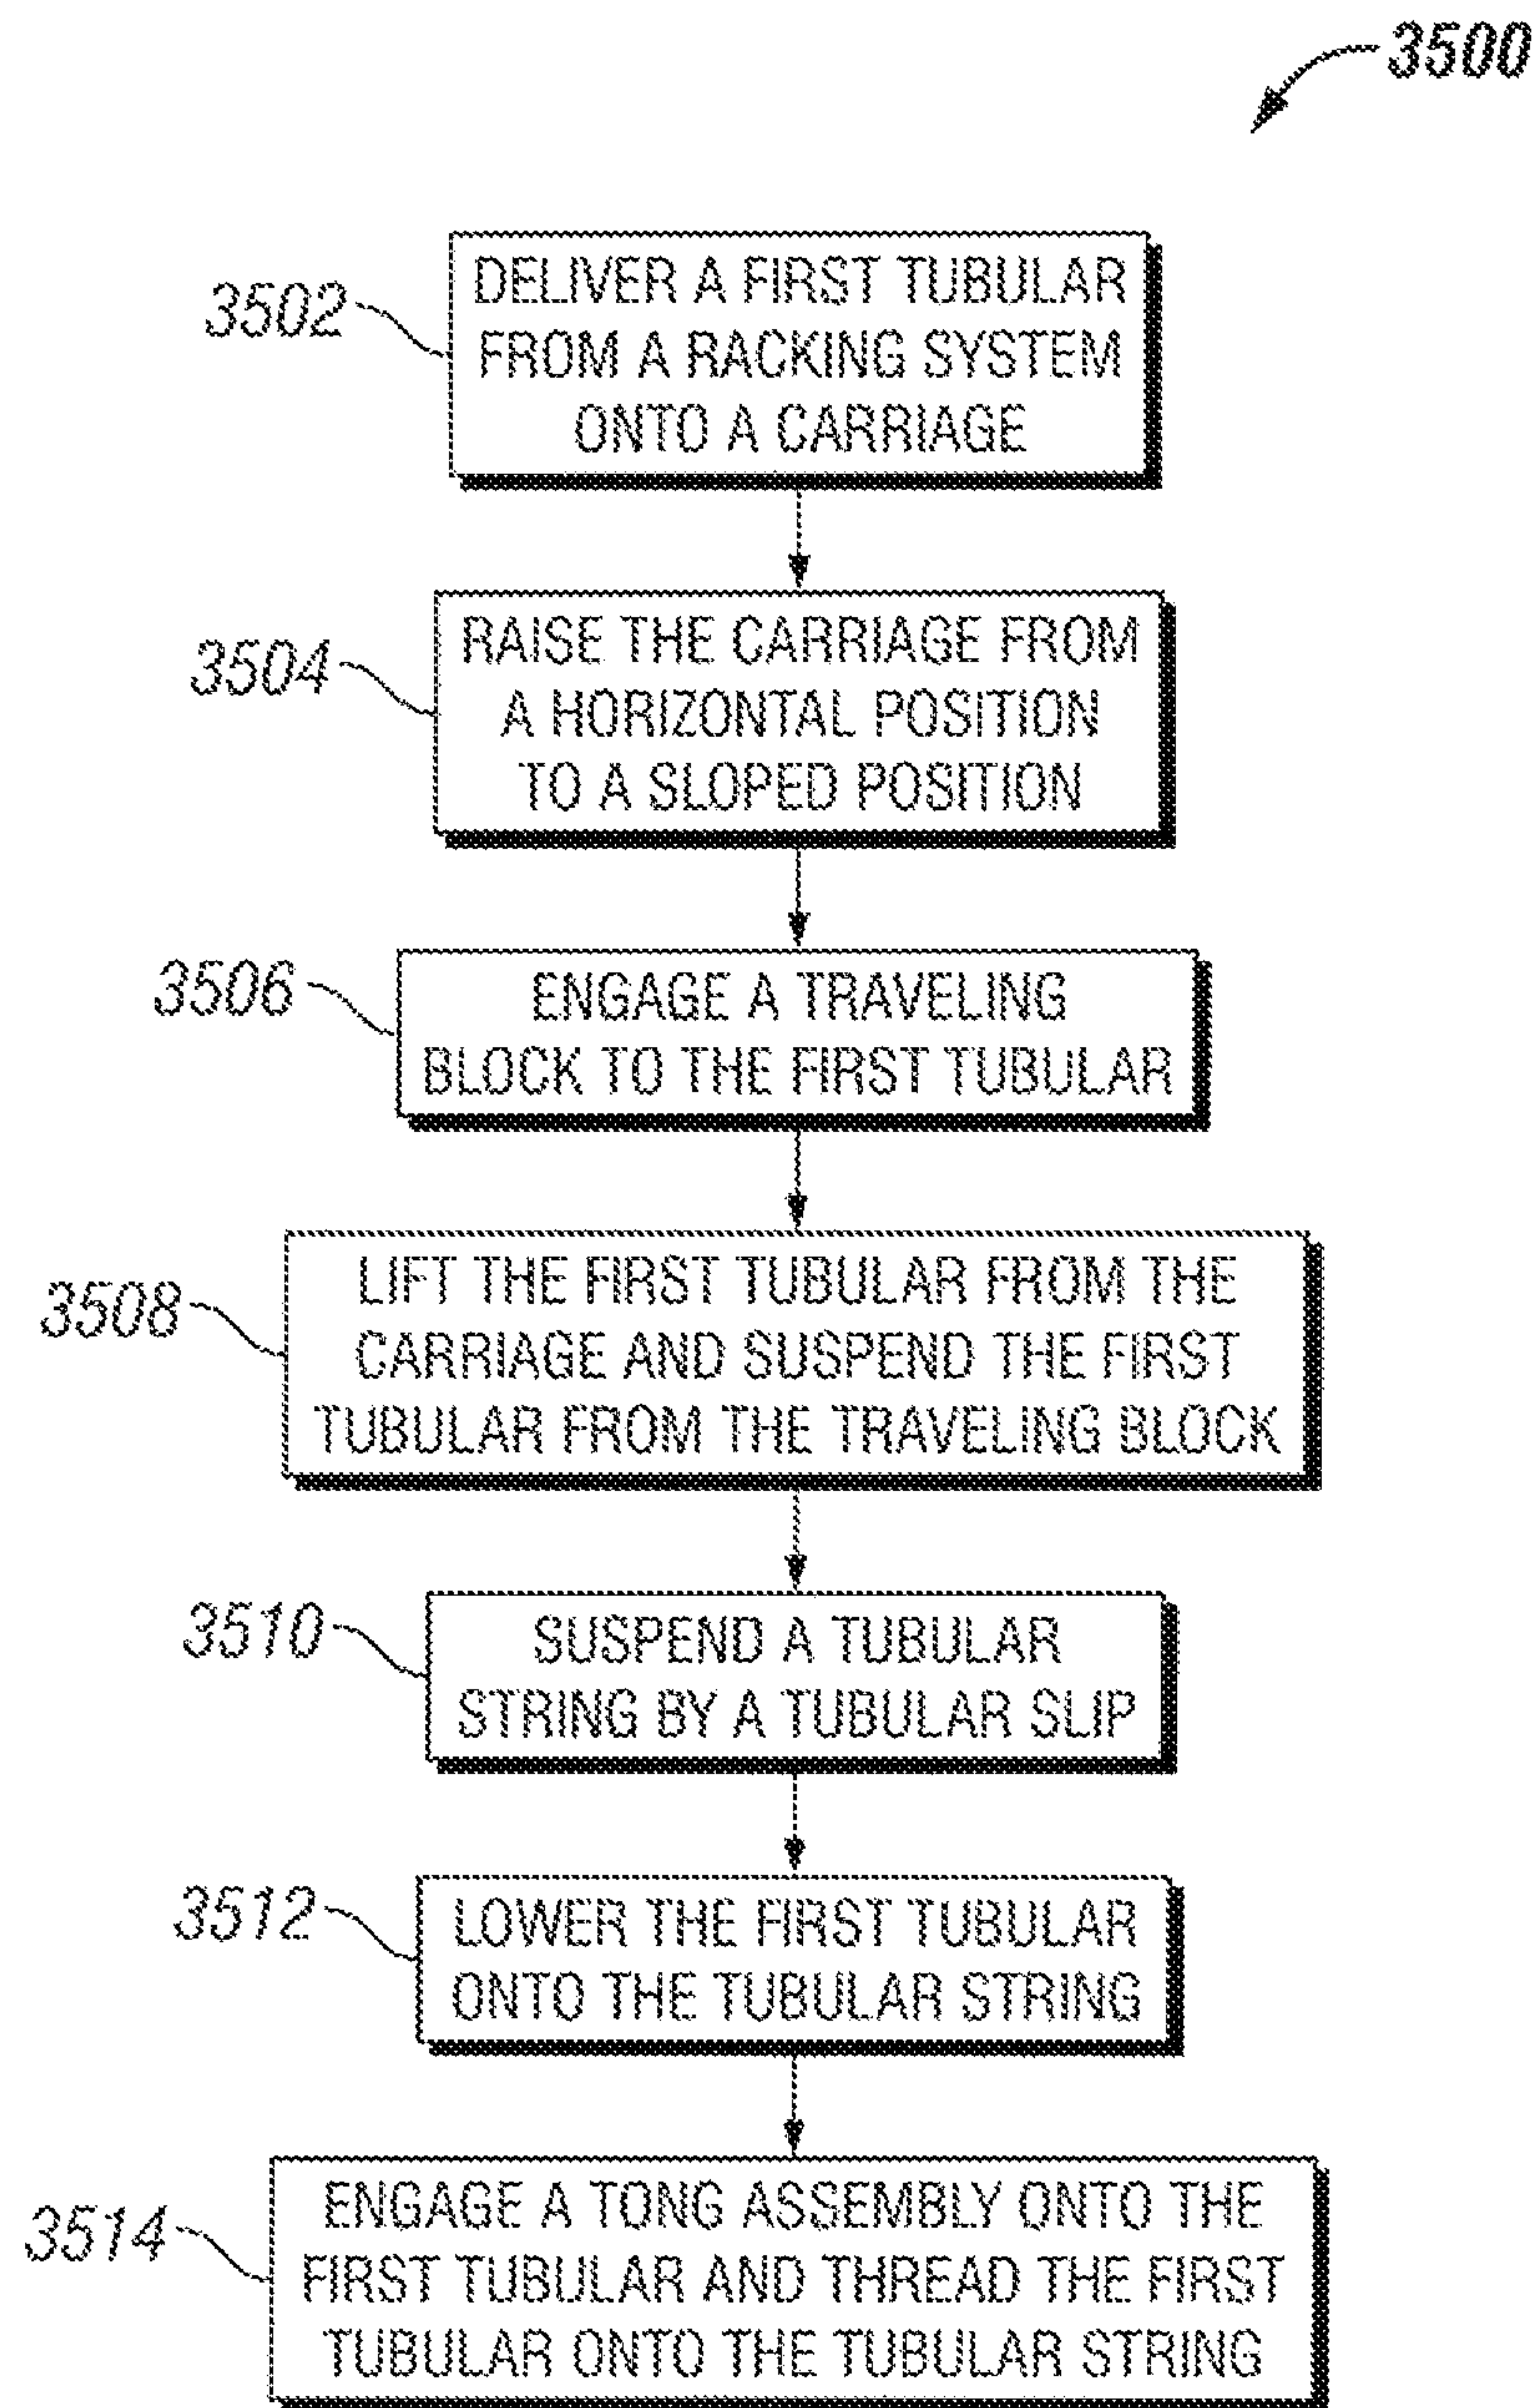 3500
3502
DELIVER A FIRST TUBULAR
FROM A RACKING SYSTEM
ONTO A CARRIAGE
3504
RAISE THE CARRIAGE FROM
A HORIZONTAL POSITION
TO A SLOPED POSITION
3506
ENGAGE A TRAVELING
BLOCK TO THE FIRST TUBULAR
3508
LIFT THE FIRST TUBULAR FROM THE
CARRIAGE AND SUSPEND THE FIRST
TUBULAR FROM THE TRAVELING BLOCK
3510
SUSPEND A TUBULAR
STRING BY A TUBULAR SLIP
3512
LOWER THE FIRST TUBULAR
ONTO THE TUBULAR STRING
3514
ENGAGE A TONG ASSEMBLY ONTO THE
FIRST TUBULAR AND THREAD THE FIRST
TUBULAR ONTO THE TUBULAR STRING